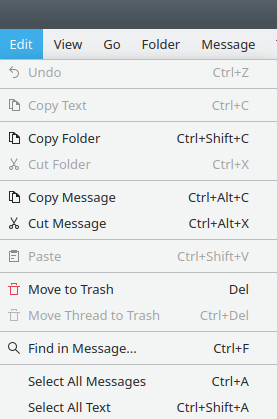 Edit View Go Folder Message
Undo Ctrl+Z
Copy Text Ctrl+C
Copy Folder Ctrl+Shift+C
Cut Folder Ctrl+X
Copy Message Ctrl+Alt+C
Cut Message Ctrl+Alt+X
Paste Ctrl+Shift+V
Move to Trash Del
Move Thread to Trash Ctrl+Del
Find in Message... Ctrl+F
Select All Messages Ctrl+A
Select All Text Ctrl+Shift+A